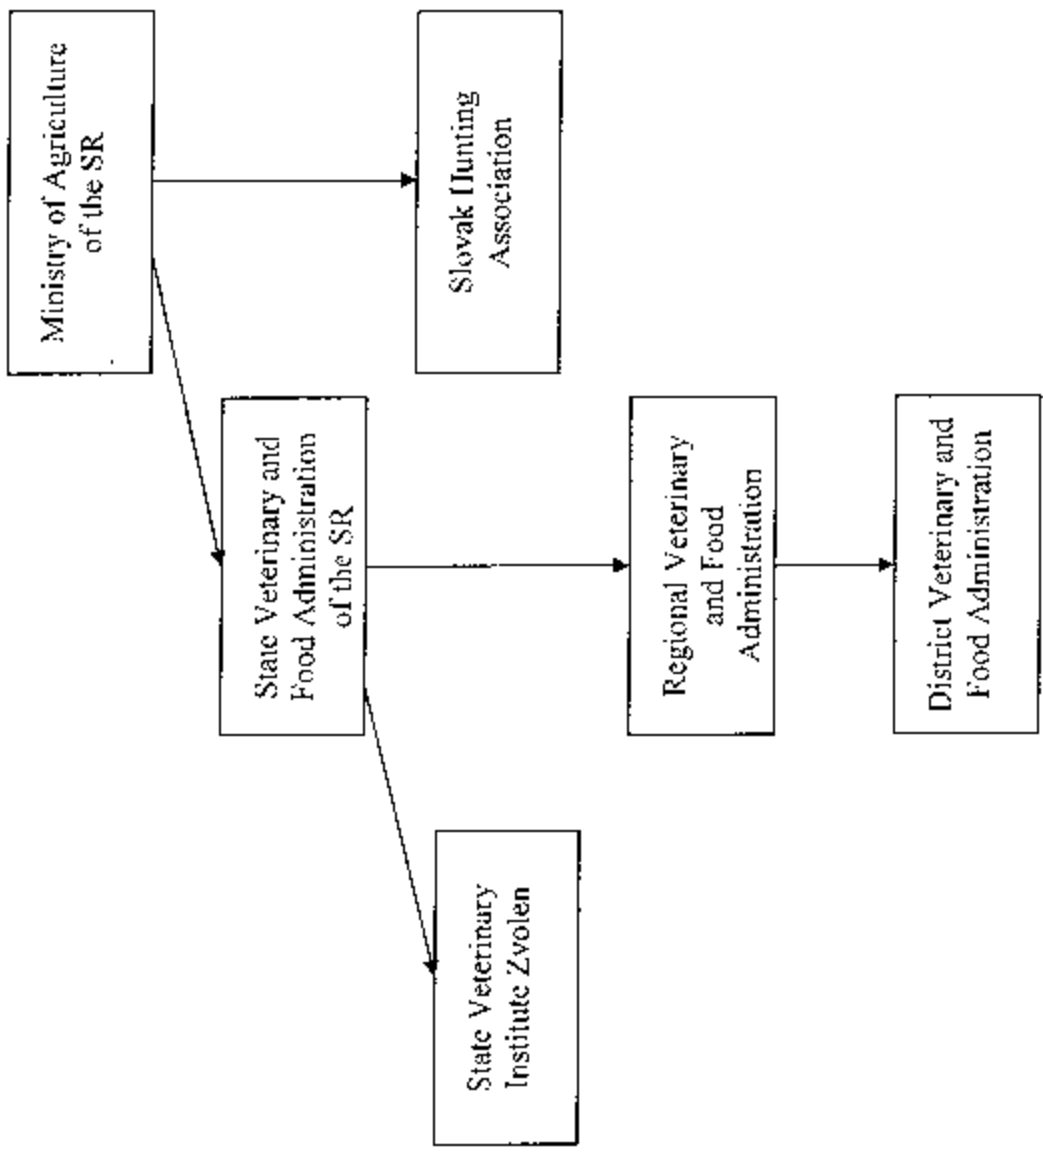 Ministry of Agriculture
of the SR
Slovak Hunting
Association
State Veterinary and
Food Administration
of the SR
State Veterinary
Institute Zvolen
Regional Veterinary
and Food
Administration
District Veterinary and
Food Administration